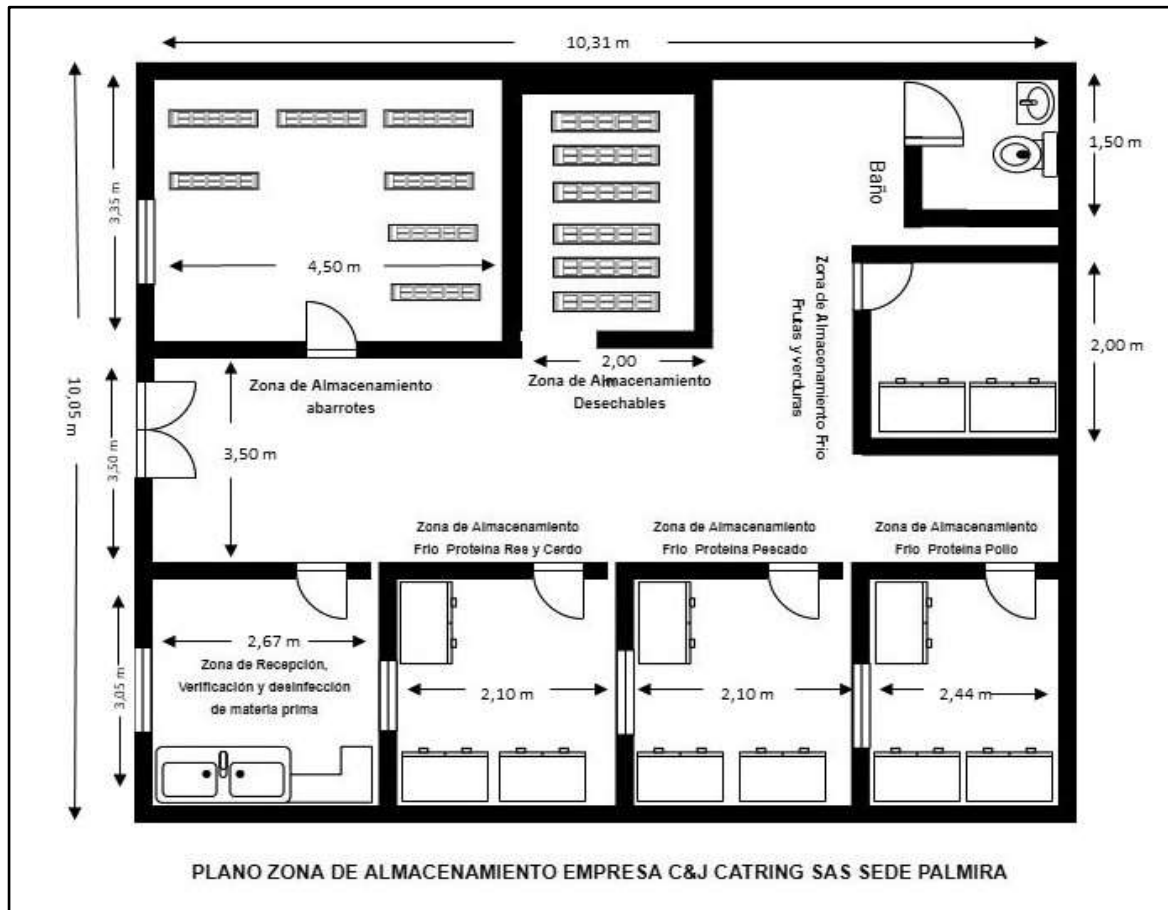 10,31 m
10,05 m
3,35 m
4,50 m
1,50 m
Baño
Zona de Almacenamiento Frio
Frutas y verduras
2,00 m
2,00
m
Zona de Almacenamiento
abarrotes
Zona de Almacenamiento
Desechables
3,50 m
3,50 m
Zona de Almacenamiento
Frio Proteina Res y Cerdo
Zona de Almacenamiento
Frio Proteina Pescado
Zona de Almacenamiento
Frio Proteina Pollo
3,05 m
2,67 m
Zona de Recepción,
Verificación y desinfección
de materia prima
2,10 m
2,10 m
2,44 m
PLANO ZONA DE ALMACENAMIENTO EMPRESA C&J CATRING SAS SEDE PALMIRA